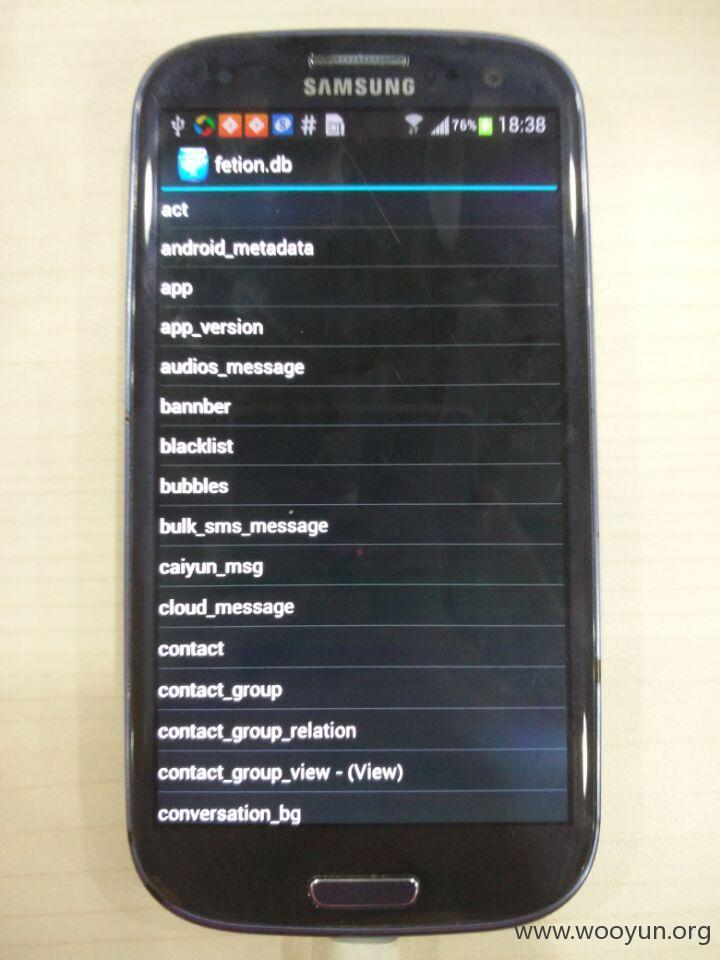 SAMSUNG
# 76% 18:38
fetion.db
act
android_metadata
app
app_version
audios_message
bannber
blacklist
bubbles
bulk_sms_message
caiyun_msg
cloud_message
contact
contact_group
contact_group_relation
contact_group_view - (View)
conversation_bg
www.wooyun.org